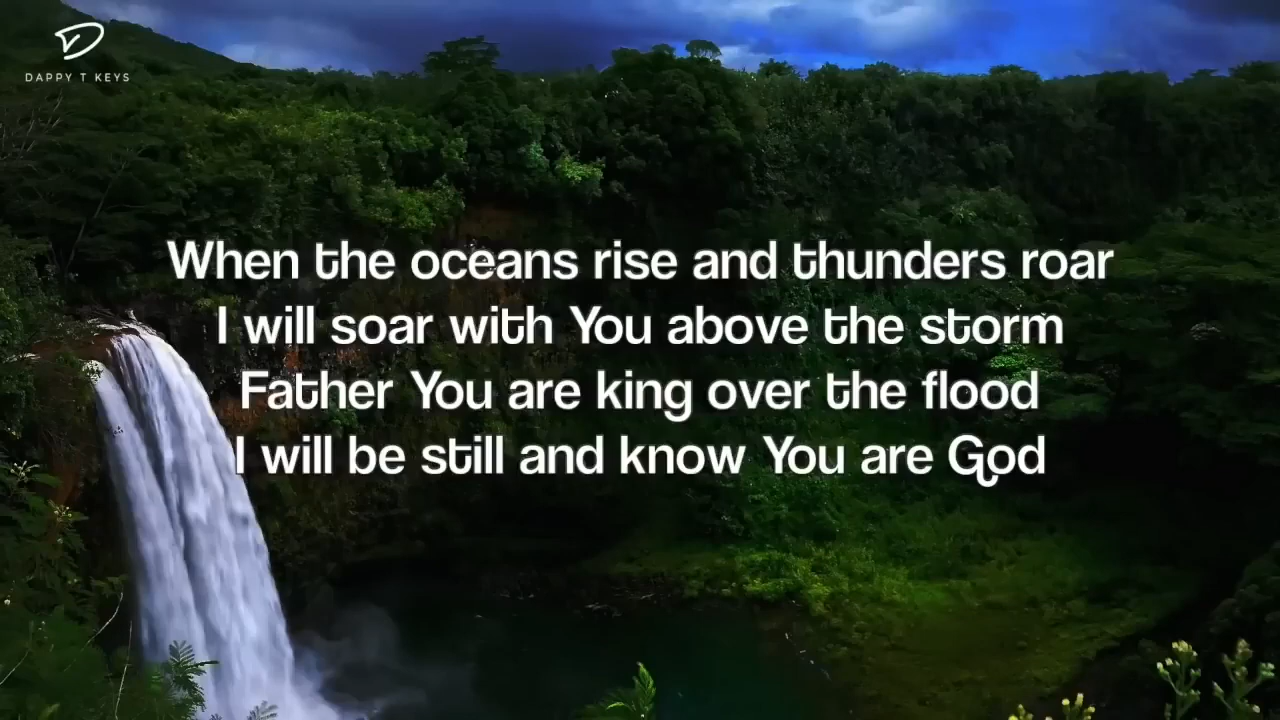 DAPPY T KEYS
When the oceans rise and thunders roar
I will soar with You above the storm
Father You are king over the flood
I will be still and know You are God